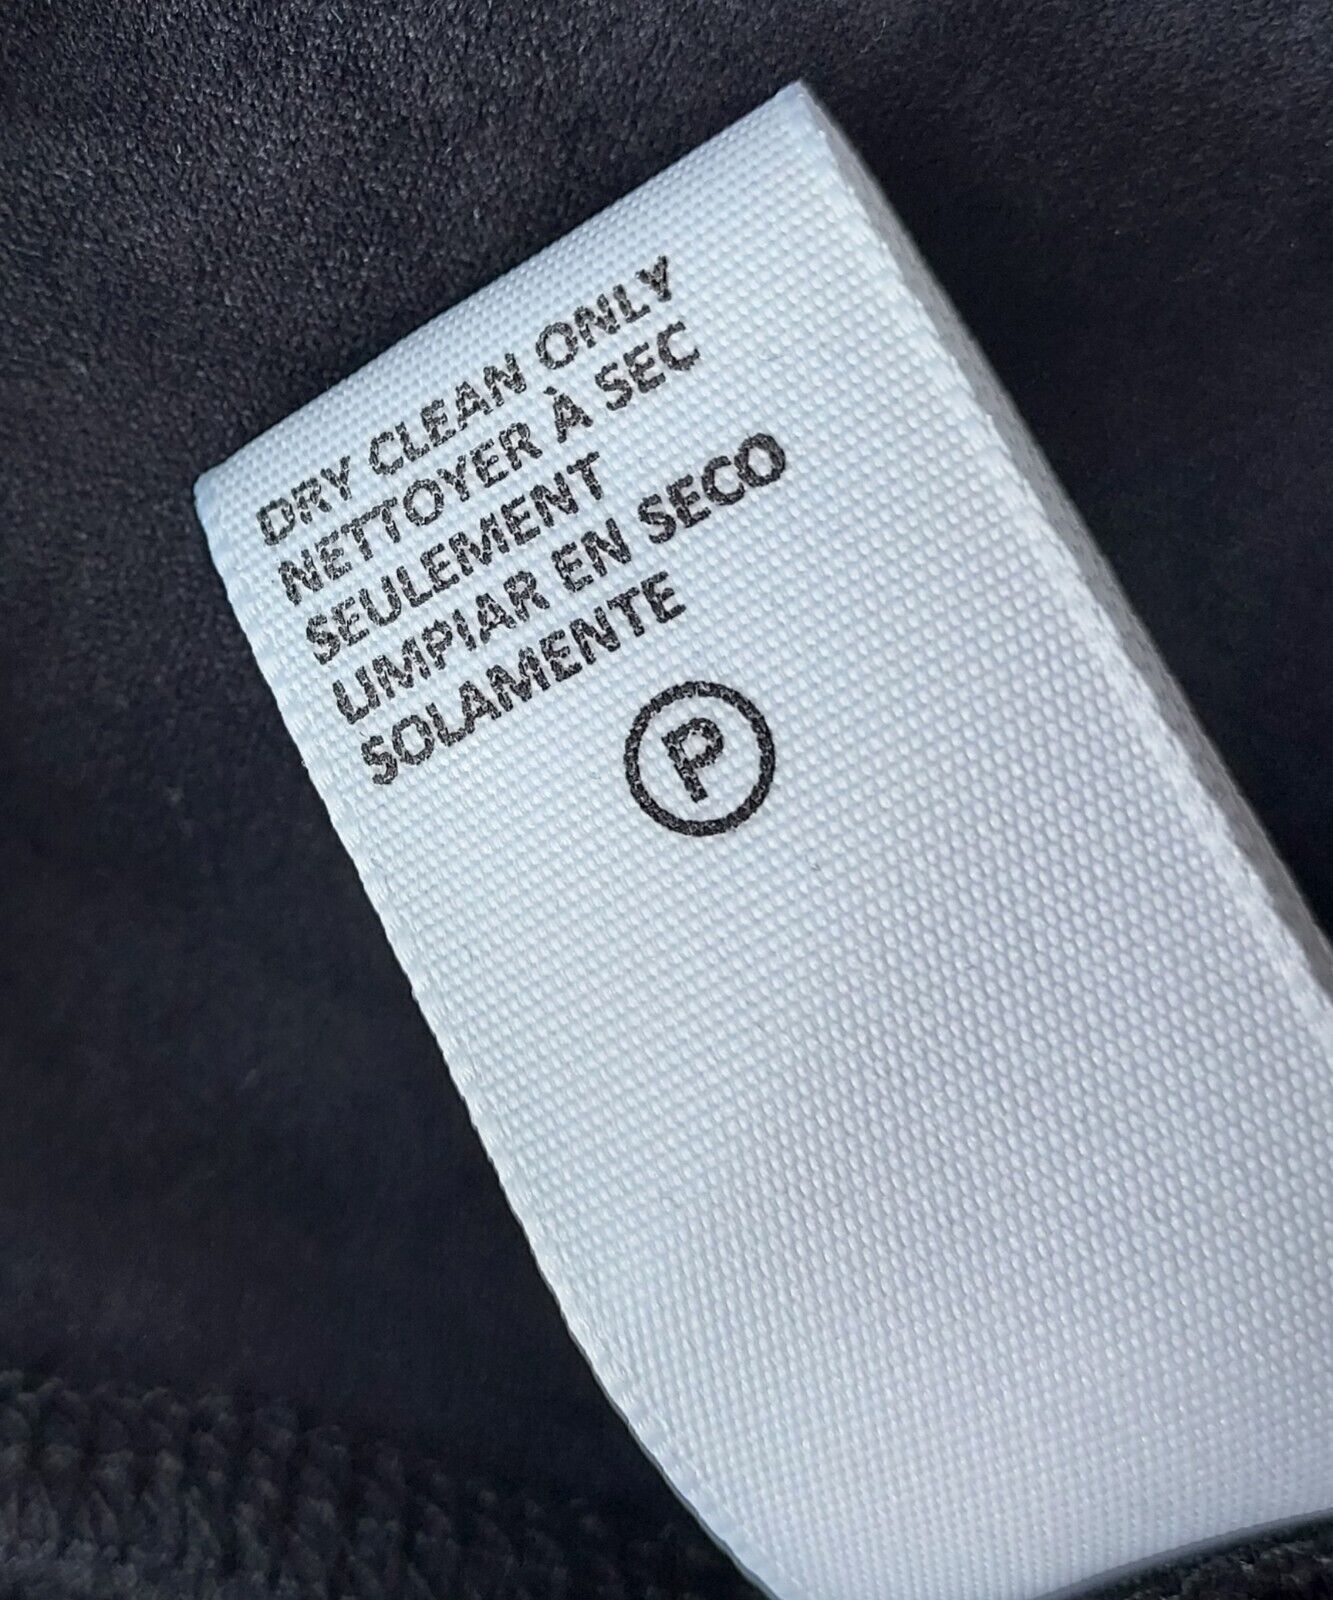 DRY CLEAN ONLY
NETTOYER À SEC
SEULEMENT
LIMPIAR EN SECO
SOLAMENTE
P